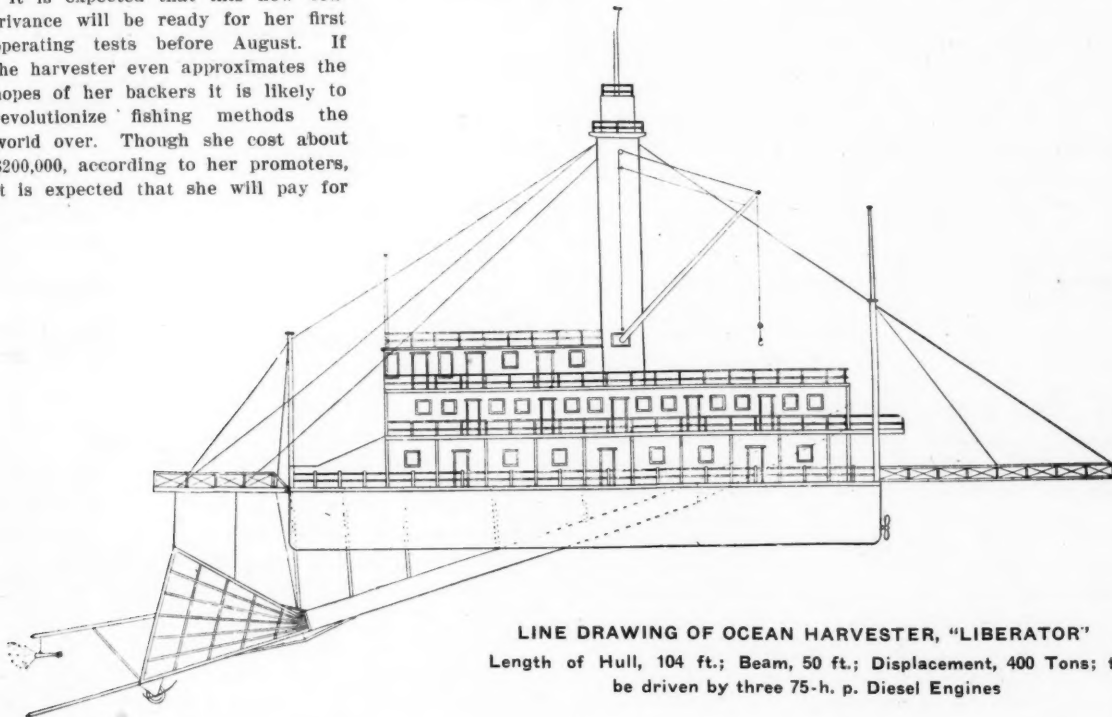 it is expected that this new con-
rivance will be ready for her first
operating tests before August. If
he harvester even approximates the
hopes of her backers it is likely to
evolutionize fishing methods the
world over. Though she cost about
$200,000, according to her promoters,
t is expected that she will pay for
LINE DRAWING OF OCEAN HARVESTER, "LIBERATOR"
Length of Hull, 104 ft.; Beam, 50 ft.; Displacement, 400 Tons; t
be driven by three 75-h. p. Diesel Engines